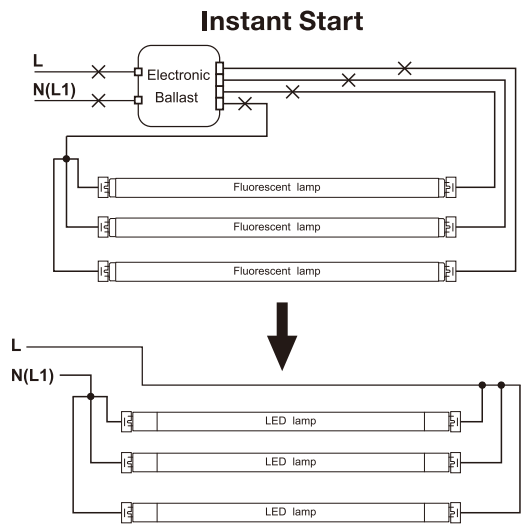 Instant Start
L
N(L1)
Electronic
Ballast
Fluorescent lamp
Fluorescent lamp
Fluorescent lamp
L
N(L1)
LED lamp
LED lamp
LED lamp